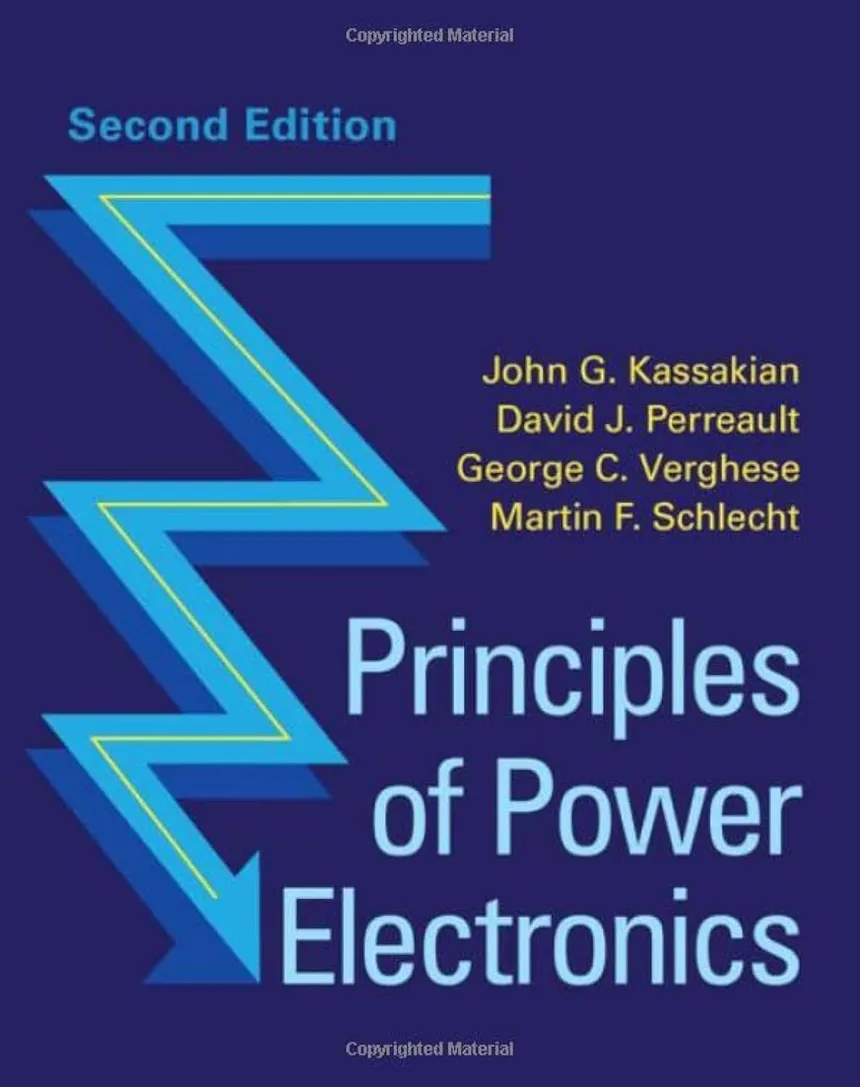 Copyrighted Material
Second Edition
John G. Kassakian
David J. Perreault
George C. Verghese
Martin F. Schlecht
Principles
of Power
Electronics
Copyrighted Material